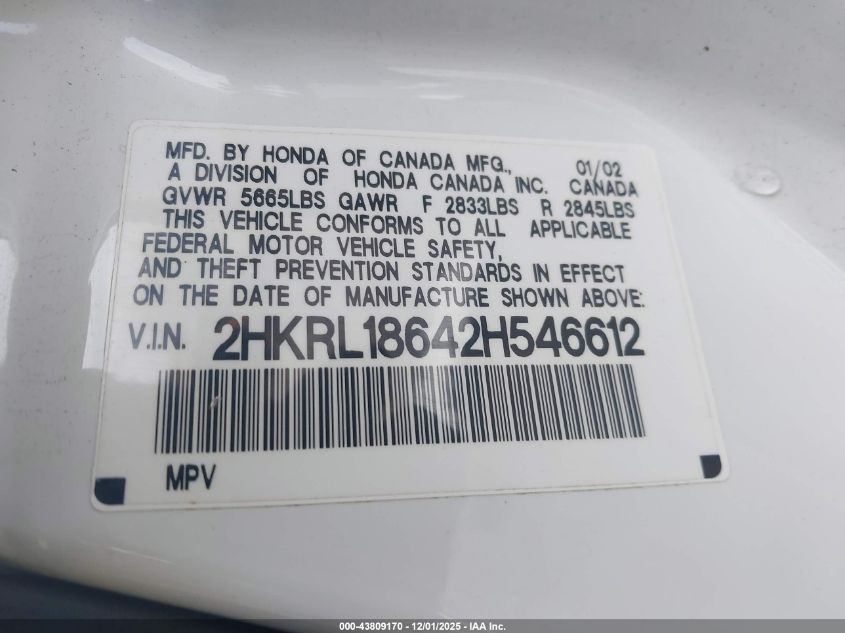 MFD. BY HONDA OF CANADA MFG., 01/02
A DIVISION OF HONDA CANADA INC. CANADA
GVWR 5665LBS GAWR F 2833LBS R 2845LBS
THIS VEHICLE CONFORMS TO ALL APPLICABLE
FEDERAL MOTOR VEHICLE SAFETY,
AND THEFT PREVENTION STANDARDS IN EFFECT
ON THE DATE OF MANUFACTURE SHOWN ABOVE:
V.I.N. 2HKRL18642H546612
MPV
000-43809170 - 12/01/2025 - IAA Inc.